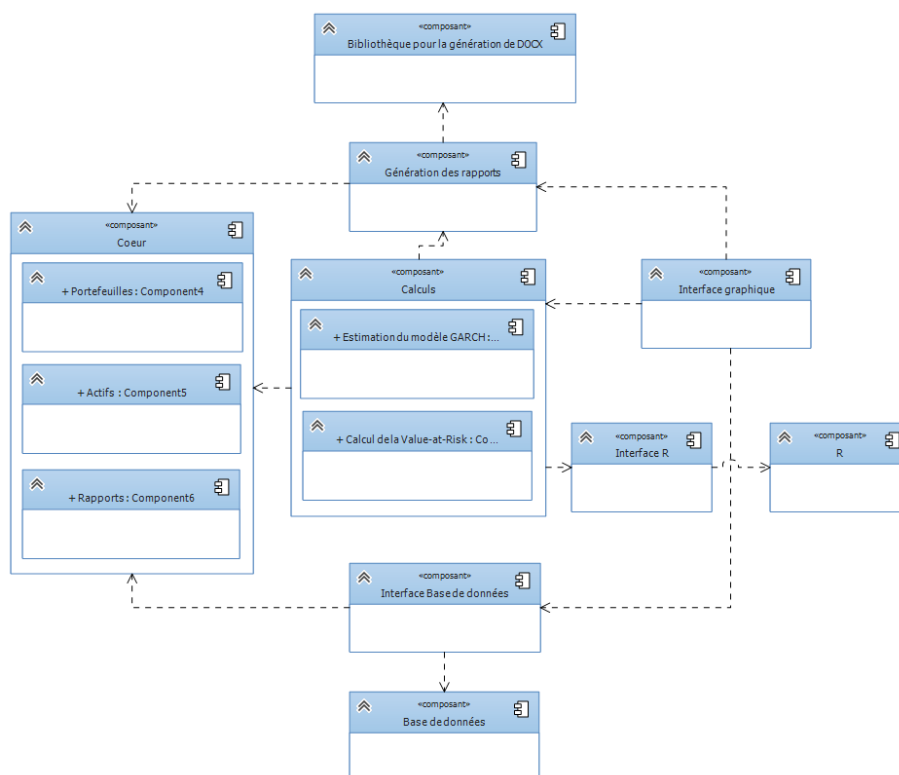 «composant»
Bibliothèque pour la génération de DOCX
«composant»
Génération des rapports
«composant»
Coeur
+ Portefeuilles : Component4
+ Actifs : Component5
+ Rapports : Component6
«composant»
Calculs
+ Estimation du modèle GARCH : ...
+ Calcul de la Value-at-Risk : Co ...
«composant»
Interface graphique
«composant»
Interface R
«composant»
R
«composant»
Interface Base de données
«composant»
Base de données